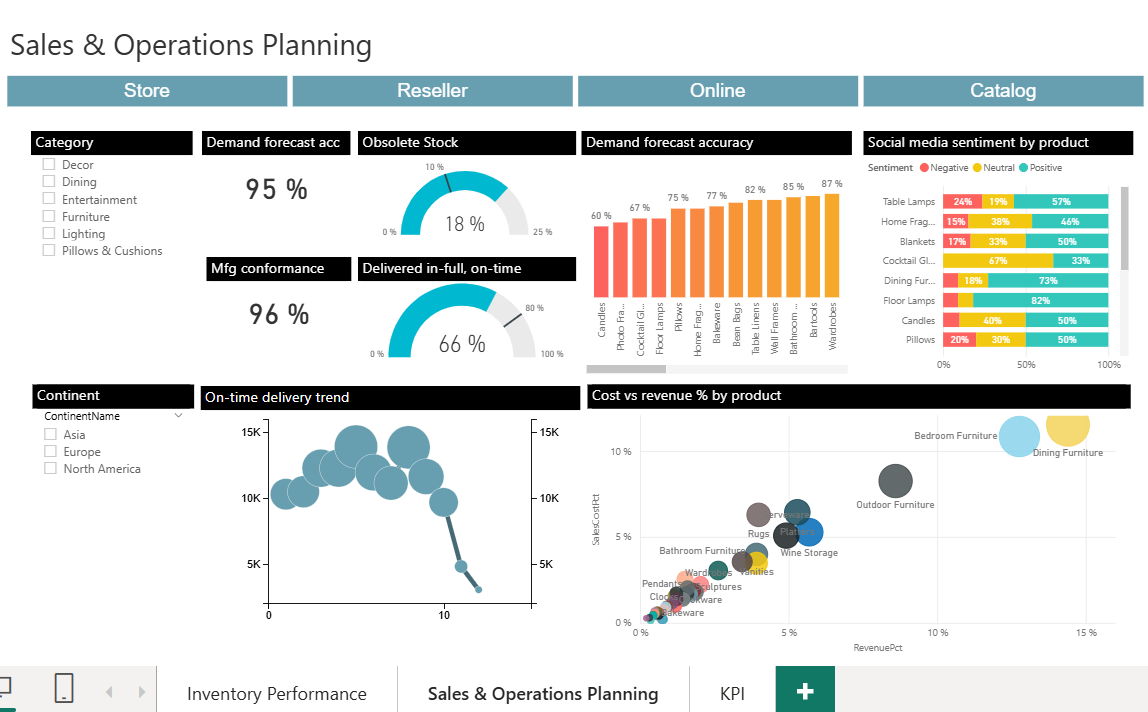 Sales & Operations Planning
Store
Reseller
Online
Catalog
Category
Decor
Dining
Entertainment
Furniture
Lighting
Pillows & Cushions
Demand forecast acc
95 %
Mfg conformance
96 %
Obsolete Stock
10 %
0 %
18 %
25 %
Delivered in-full, on-time
80 %
0 %
66 %
100 %
Demand forecast accuracy
60 %
67 %
75 %
77 %
82 %
85 %
87 %
Candles
Photo Fra...
Cocktail Gl...
Floor Lamps
Pillows
Home Frag...
Bakeware
Bean Bags
Table Linens
Wall Frames
Bathroom ...
Bartools
Wardrobes
Social media sentiment by product
Sentiment Negative Neutral Positive
Table Lamps 24% 19% 57%
Home Frag... 15% 38% 46%
Blankets 17% 33% 50%
Cocktail Gl... 67% 33%
Dining Fur... 18% 73%
Floor Lamps 82%
Candles 40% 50%
Pillows 20% 30% 50%
0% 50% 100%
Continent
ContinentName
Asia
Europe
North America
On-time delivery trend
15K 15K
10K 10K
5K 5K
0 10
Cost vs revenue % by product
SalesCostPct
10 %
5 %
0 %
Bedroom Furniture
Dining Furniture
Outdoor Furniture
Rugs
Wine Storage
Bathroom Furniture
Vanities
Wardrobes
Pendants
Sculptures
Clocks
Bakeware
0 % 5 % 10 % 15 %
RevenuePct
Inventory Performance
Sales & Operations Planning
KPI